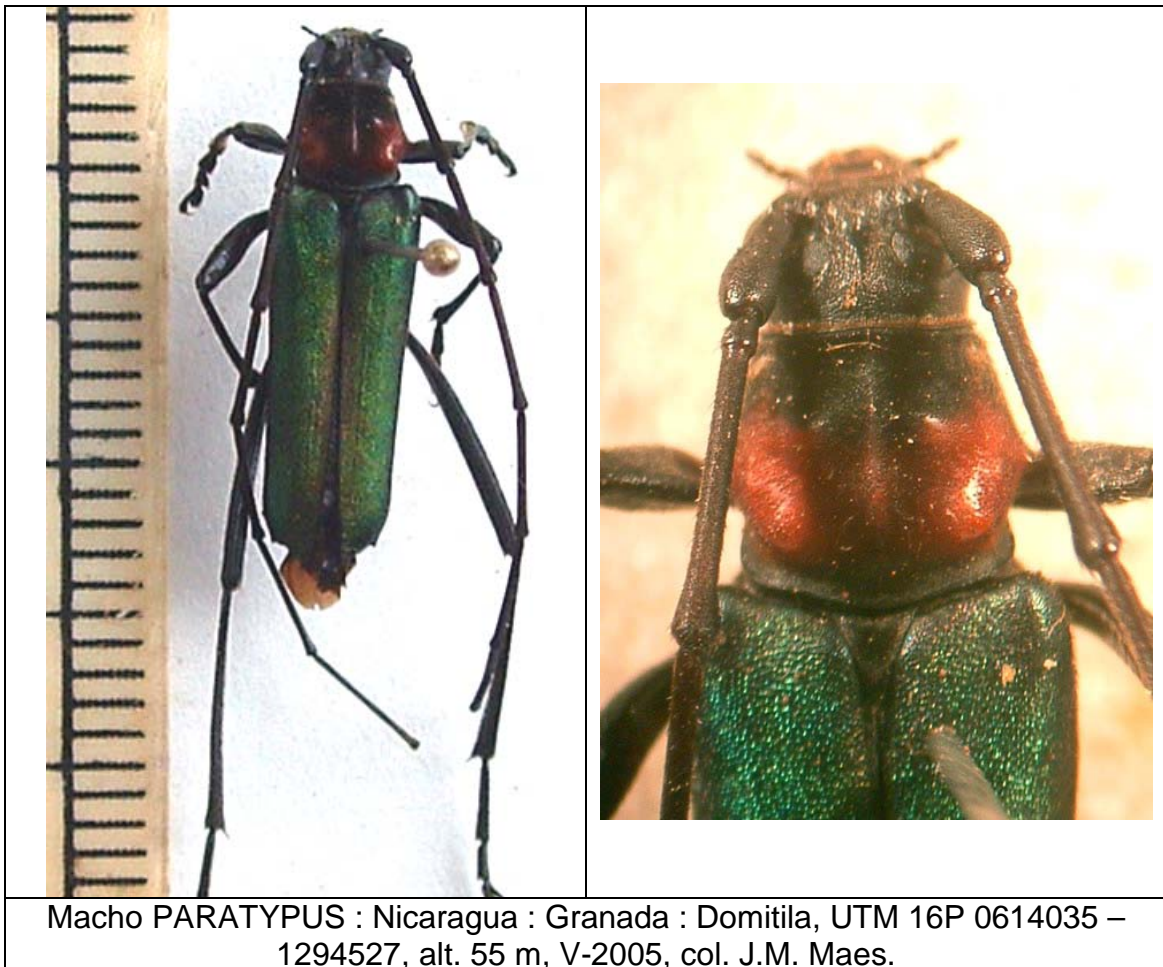 Macho PARATYPUS : Nicaragua : Granada : Domitila, UTM 16P 0614035 –
1294527, alt. 55 m, V-2005, col. J.M. Maes.